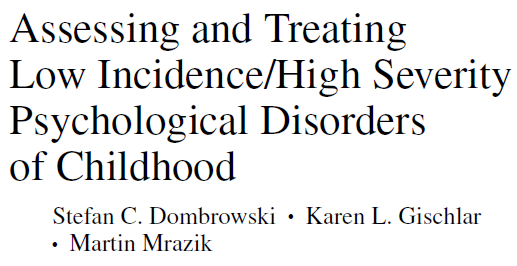 Assessing and Treating
Low Incidence/High Severity
Psychological Disorders
of Childhood
Stefan C. Dombrowski • Karen L. Gischlar
• Martin Mrazik